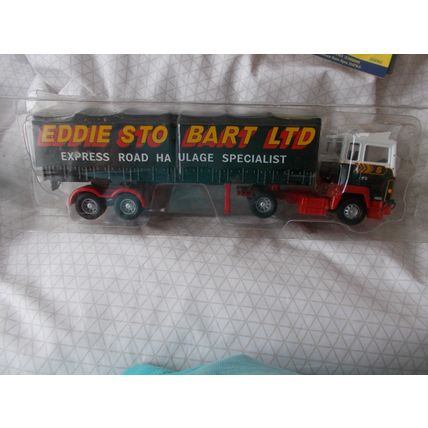 EDDIE STO BART LTD
EXPRESS ROAD HA ULAGE SPECIALIST